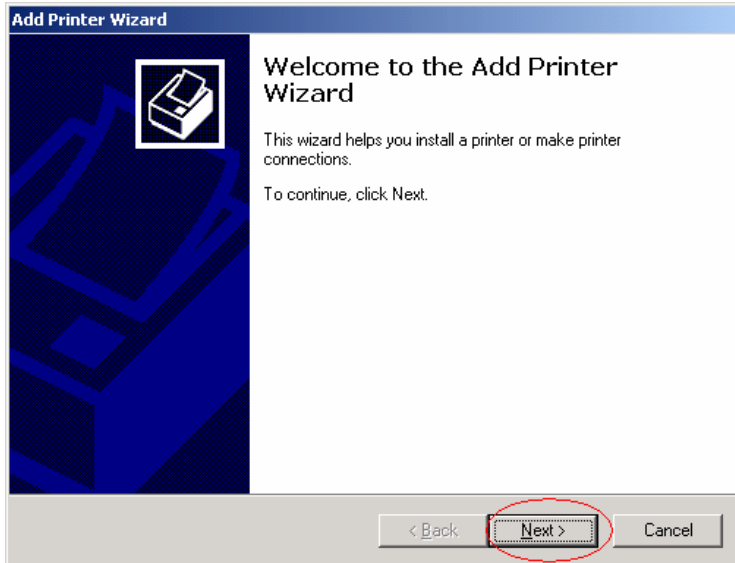 Add Printer Wizard
Welcome to the Add Printer
Wizard
This wizard helps you install a printer or make printer
connections.
To continue, click Next.
< Back
Next >
Cancel